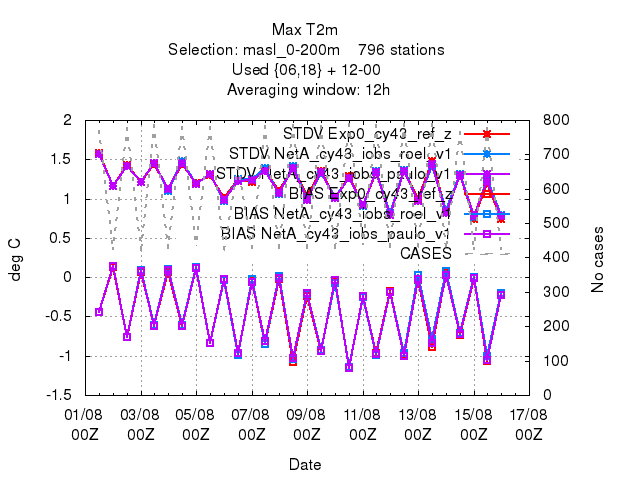 Max T2m
Selection: masl_0-200m 796 stations
Used {06,18} + 12-00
Averaging window: 12h
STDV Exp0_cy43_ref_z
STDV NetA_cy43_iobs_roel_v1
STDV NetA_cy43_iobs_paulo_v1
BIAS Exp0_cy43_ref_z
BIAS NetA_cy43_iobs_roel_v1
BIAS NetA_cy43_iobs_paulo_v1
CASES
deg C
2
1.5
1
0.5
0
-0.5
-1
-1.5
No cases
800
700
600
500
400
300
200
100
0
01/08 03/08 05/08 07/08 09/08 11/08 13/08 15/08 17/08
00Z 00Z 00Z 00Z 00Z 00Z 00Z 00Z 00Z
Date